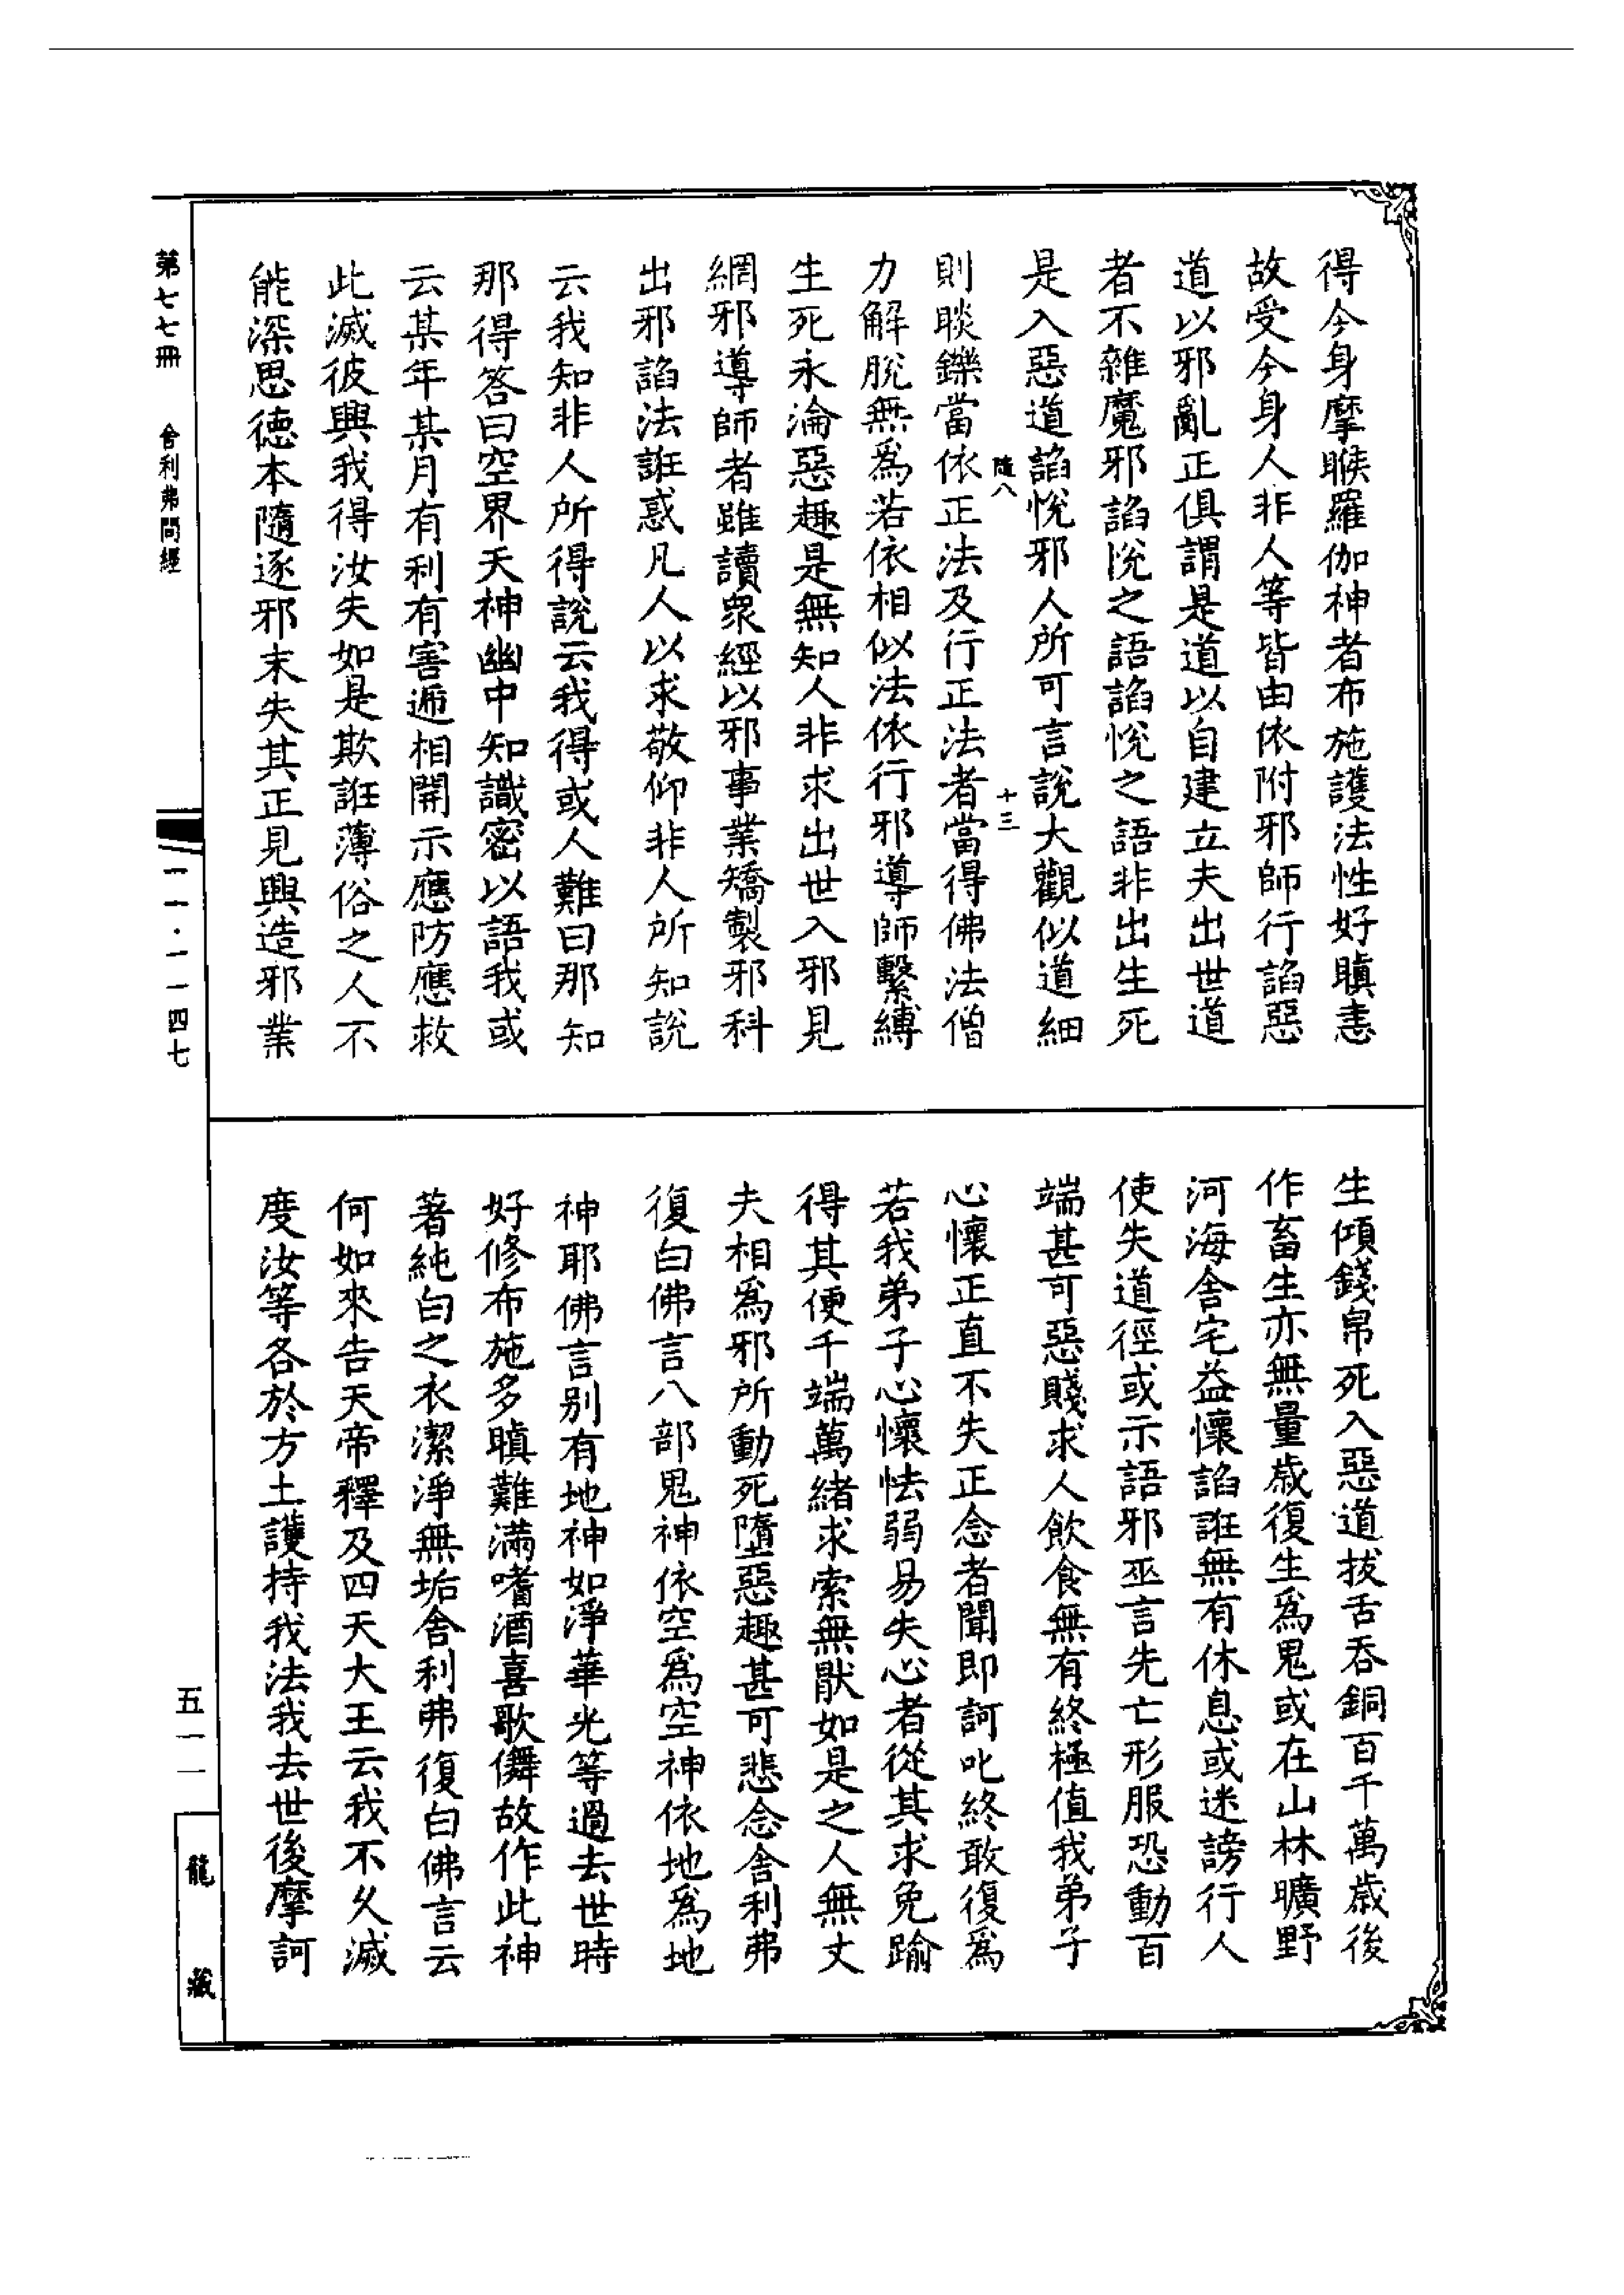 得今身摩睺羅伽神者布施護法性好瞋恚
故受今身人非人等皆由依附邪師行諂惡
道以邪亂正俱謂是道以自建立夫出世道
者不雜魔邪諂悅之語諂悅之語非出生死
是入惡道諂悅邪人所可言說大觀似道細
隨八 十三
則睒鑠當依正法及行正法者當得佛法僧
力解脫無為若依相似法依行邪導師繫縛
生死永淪惡趣是無知人非求出世入邪見
網邪導師者雖讀衆經以邪事業矯製邪科
出邪諂法誑惑凡人以求敬仰非人所知說
云我知非人所得說云我得或人難曰那知
那得答曰空界天神幽中知識密以語我或
云某年某月有利有害遞相開示應防應救
此滅彼興我得汝失如是欺誑薄俗之人不
能深思德本隨逐邪末失其正見興造邪業
生傾錢帛死入惡道拔舌吞銅百千萬歲後
作畜生亦無量歲復生為鬼或在山林曠野
河海舍宅益懷諂誑無有休息或迷謗行人
使失道徑或示語邪巫言先亡形服恐動百
端甚可惡賤求人飲食無有終極值我弟子
心懷正直不失正念者聞即訶叱終敢復為
若我弟子心懷怯弱易失心者從其求免踰
得其便千端萬緒求索無猒如是之人無丈
夫相為邪所動死墮惡趣甚可悲念舍利弗
復白佛言八部鬼神依空為空神依地為地
神耶佛言別有地神如淨華光等過去世時
好修布施多瞋難滿嗜酒喜歌儛故作此神
著純白之衣潔淨無垢舍利弗復白佛言云
何如來告天帝釋及四天大王云我不久滅
度汝等各於方土護持我法我去世後摩訶
第七七冊 舍利弗問經
一一·一一四七
五一一
龍藏